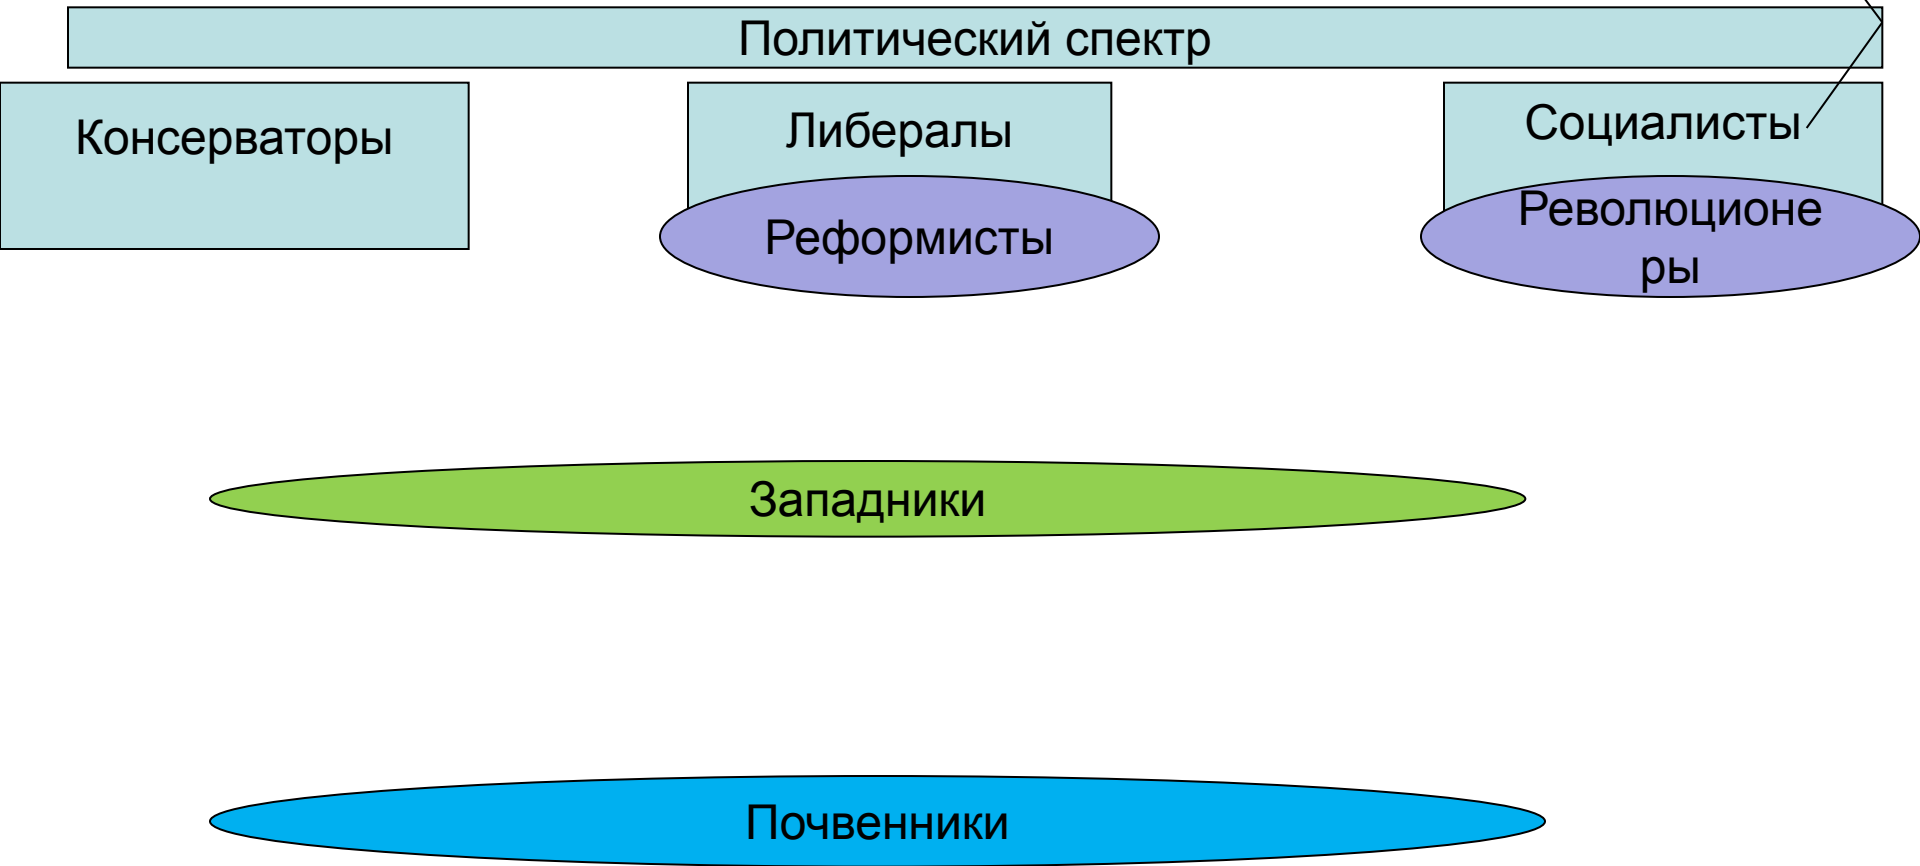 Политический спектр
Консерваторы
Либералы
Социалисты
Реформисты
Революционе
ры
Западники
Почвенники